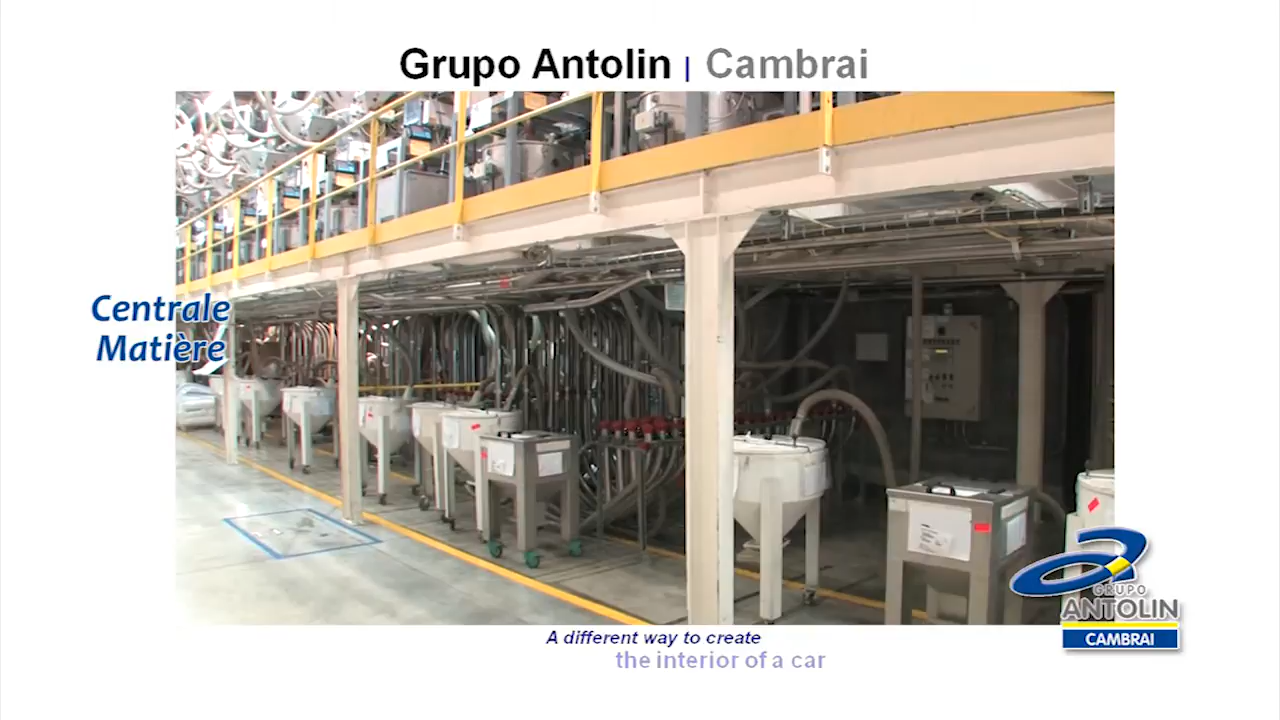 Grupo Antolin | Cambrai
Centrale
Matière
A different way to create
the interior of a car
GRUPO
ANTOLIN
CAMBRAI